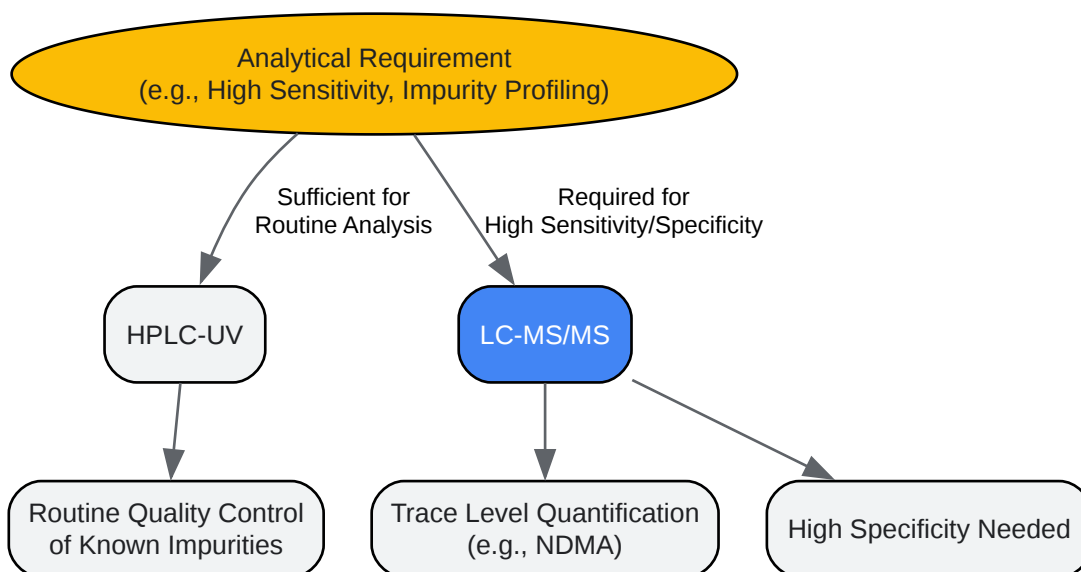 Analytical Requirement
(e.g., High Sensitivity, Impurity Profiling)
Sufficient for
Routine Analysis
Required for
High Sensitivity/Specificity
HPLC-UV
LC-MS/MS
Routine Quality Control
of Known Impurities
Trace Level Quantification
(e.g., NDMA)
High Specificity Needed